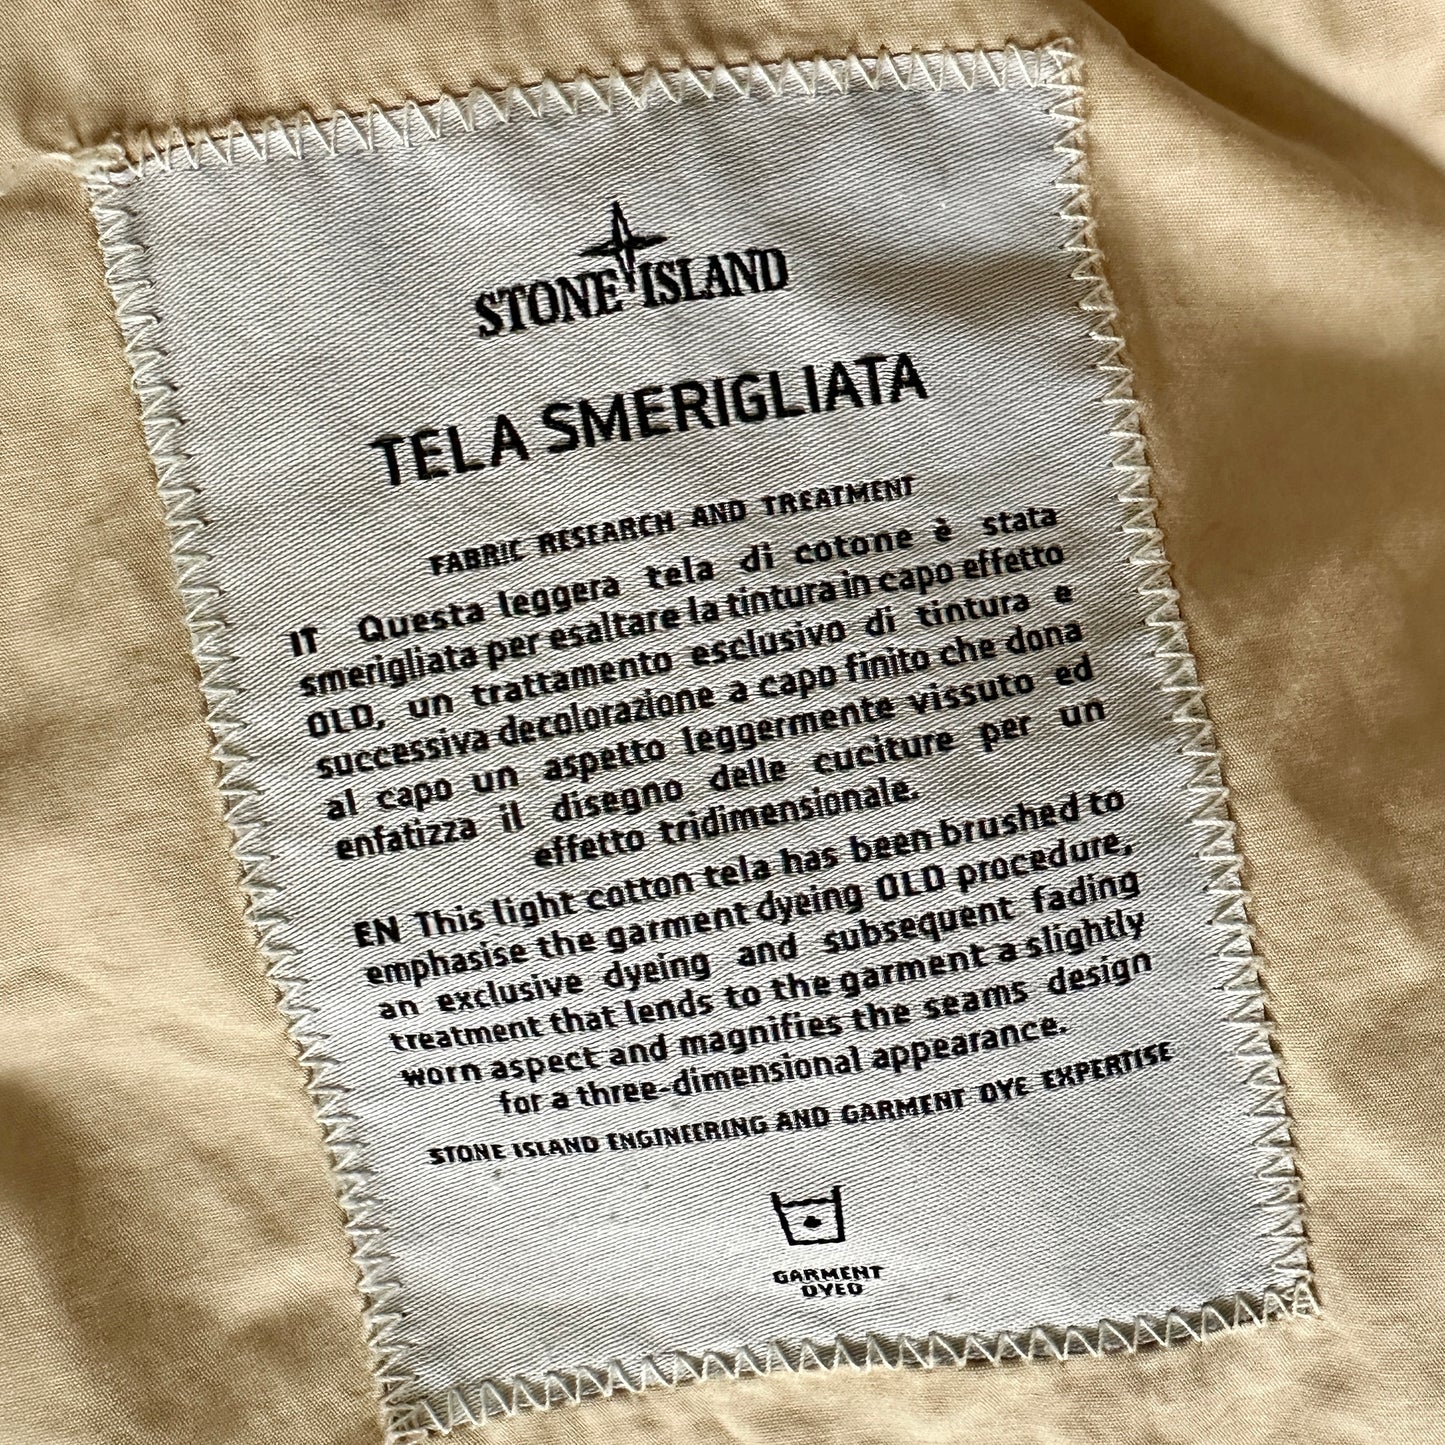 STONE ISLAND
TELA SMERIGLIATA
FABRIC RESEARCH AND TREATMENT
IT Questa leggera tela di cotone è stata
smerigliata per esaltare la tintura in capo effetto
OLD, un trattamento esclusivo di tintura e
successiva decolorazione a capo finito che dona
al capo un aspetto leggermente vissuto ed
enfatizza il disegno delle cuciture per un
effetto tridimensionale.
EN This light cotton tela has been brushed to
emphasise the garment dyeing OLD procedure,
an exclusive dyeing and subsequent fading
treatment that lends to the garment a slightly
worn aspect and magnifies the seams design
for a three-dimensional appearance.
STONE ISLAND ENGINEERING AND GARMENT DYE EXPERTISE
GARMENT
DYED